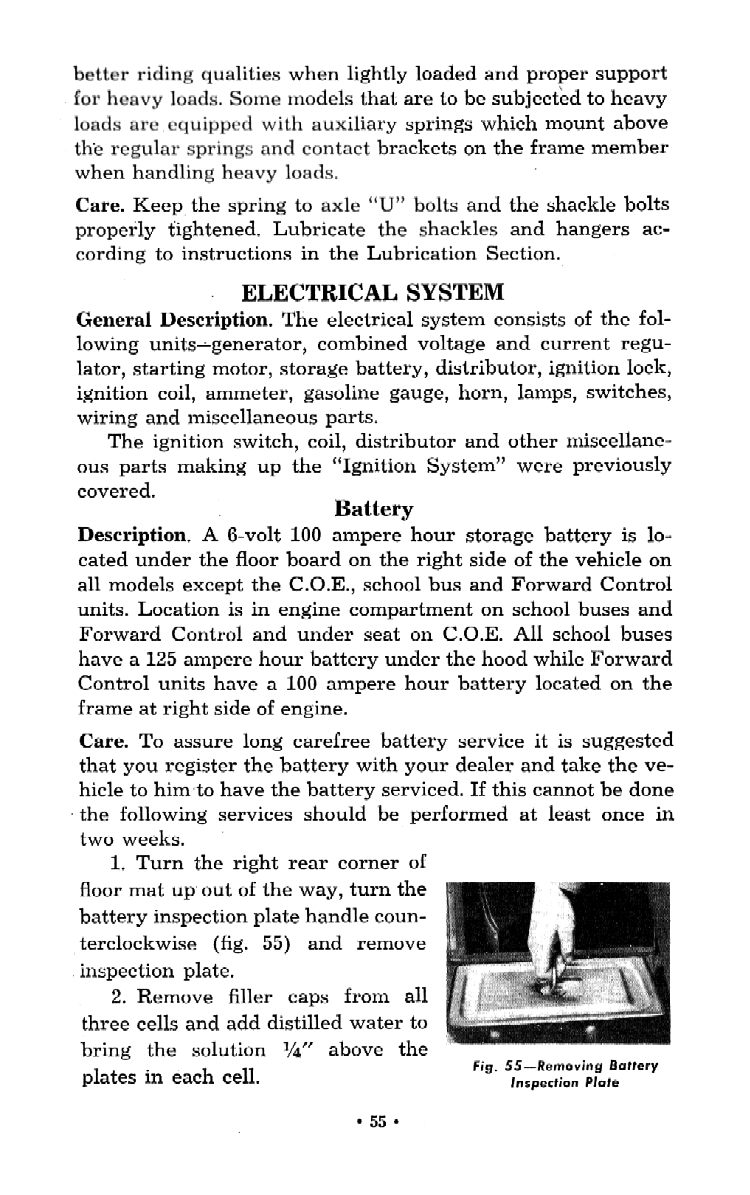 better riding qualities when lightly loaded and proper support
for heavy loads. Some models that are to be subjected to heavy
loads are equipped with auxiliary springs which mount above
the regular springs and contact brackets on the frame member
when handling heavy loads.
Care. Keep the spring to axle “U” bolts and the shackle bolts
properly tightened. Lubricate the shackles and hangers ac-
cording to instructions in the Lubrication Section.
ELECTRICAL SYSTEM
General Description. The electrical system consists of the fol-
lowing units—generator, combined voltage and current regu-
lator, starting motor, storage battery, distributor, ignition lock,
ignition coil, ammeter, gasoline gauge, horn, lamps, switches,
wiring and miscellaneous parts.
The ignition switch, coil, distributor and other miscellane-
ous parts making up the “Ignition System” were previously
covered.
Battery
Description. A 6-volt 100 ampere hour storage battery is lo-
cated under the floor board on the right side of the vehicle on
all models except the C.O.E., school bus and Forward Control
units. Location is in engine compartment on school buses and
Forward Control and under seat on C.O.E. All school buses
have a 125 ampere hour battery under the hood while Forward
Control units have a 100 ampere hour battery located on the
frame at right side of engine.
Care. To assure long carefree battery service it is suggested
that you register the battery with your dealer and take the ve-
hicle to him to have the battery serviced. If this cannot be done
the following services should be performed at least once in
two weeks.
1. Turn the right rear corner of
floor mat up out of the way, turn the
battery inspection plate handle coun-
terclockwise (fig. 55) and remove
inspection plate.
2. Remove filler caps from all
three cells and add distilled water to
bring the solution ¼″ above the
plates in each cell.
Fig. 55—Removing Battery
Inspection Plate
• 55 •